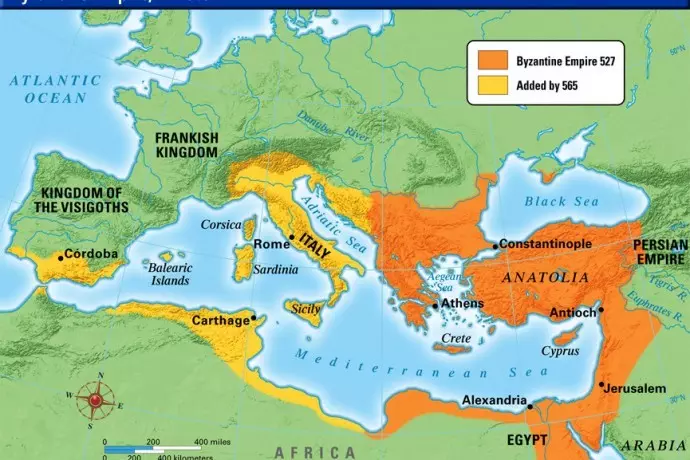 Byzantine Empire 527
Added by 565
ATLANTIC
OCEAN
50°N
FRANKISH
KINGDOM
Danube River
KINGDOM OF
THE VISIGOTHS
Black Sea
Corsica
Adriatic Sea
Rome
ITALY
Constantinople
PERSIAN
EMPIRE
Córdoba
Balearic
Islands
Sardinia
Aegean
Sea
ANATOLIA
Tigris R.
Euphrates R.
Sicily
Athens
Antioch
Carthage
Crete
Cyprus
Mediterranean Sea
Jerusalem
N
W E
S
Alexandria
30°N
EGYPT
ARABIA
0 200 400 miles
0 200 400 kilometers
AFRICA